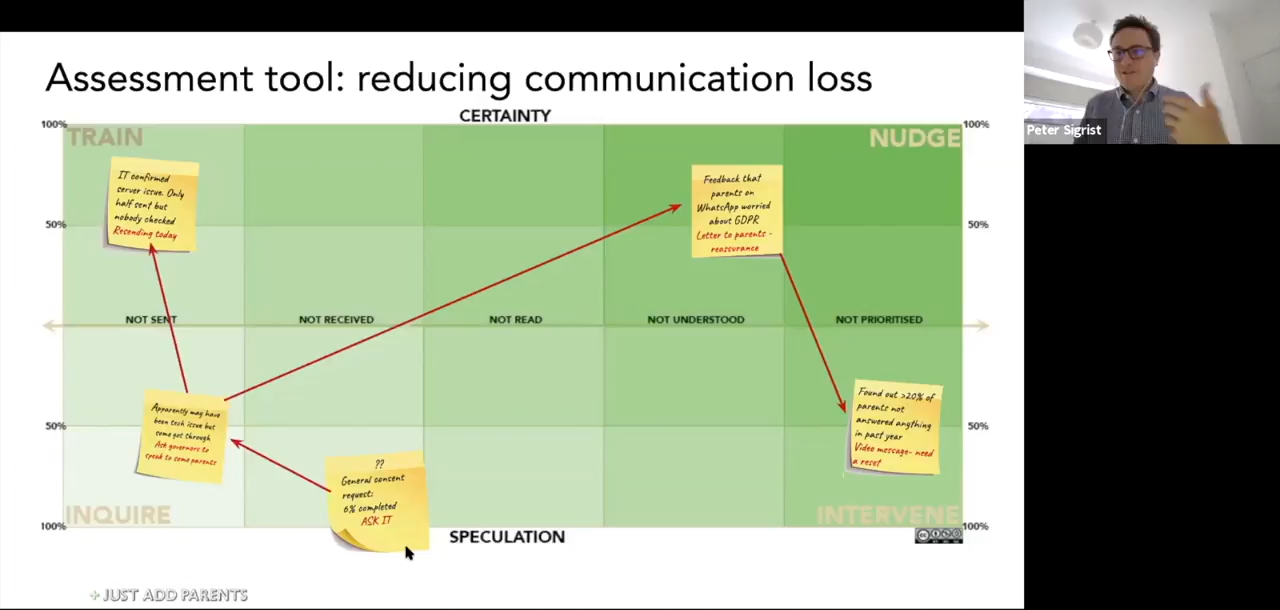 Assessment tool: reducing communication loss
Peter Sigrist
CERTAINTY
100%
100%
TRAIN
NUDGE
IT confirmed
server issue. Only
half sent but
nobody checked
Resending today
Feedback that
parents on
WhatsApp worried
about GDPR
Letter to parents -
reassurance
50%
50%
NOT SENT
NOT RECEIVED
NOT READ
NOT UNDERSTOOD
NOT PRIORITISED
Apparently may have
been tech issue but
some got through
Ask governors to
speak to some parents
Found out >20% of
parents not
answered anything
in past year
Video message- need
a reset
50%
50%
??
General consent
request:
6% completed
ASK IT
INQUIRE
INTERVENE
100%
100%
SPECULATION
cc
+ JUST ADD PARENTS